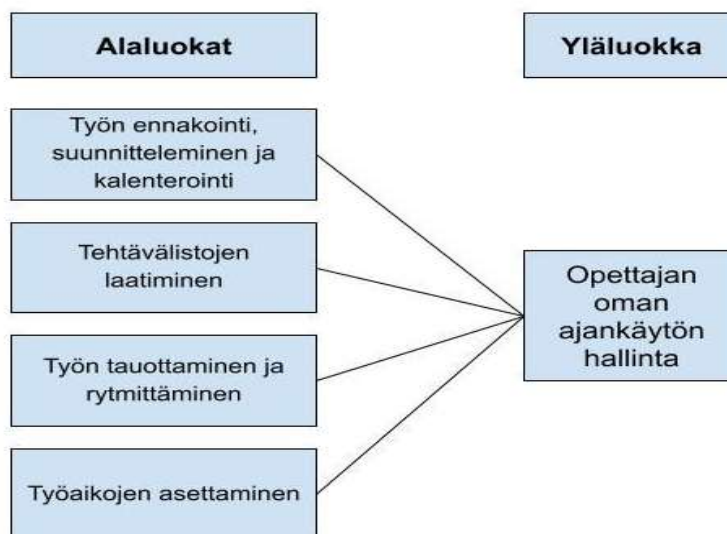 Alaluokat
Yläluokka
Työn ennakointi,
suunnitteleminen ja
kalenterointi
Tehtävälistojen
laatiminen
Työn tauottaminen ja
rytmittäminen
Työaikojen asettaminen
Opettajan
oman
ajankäytön
hallinta